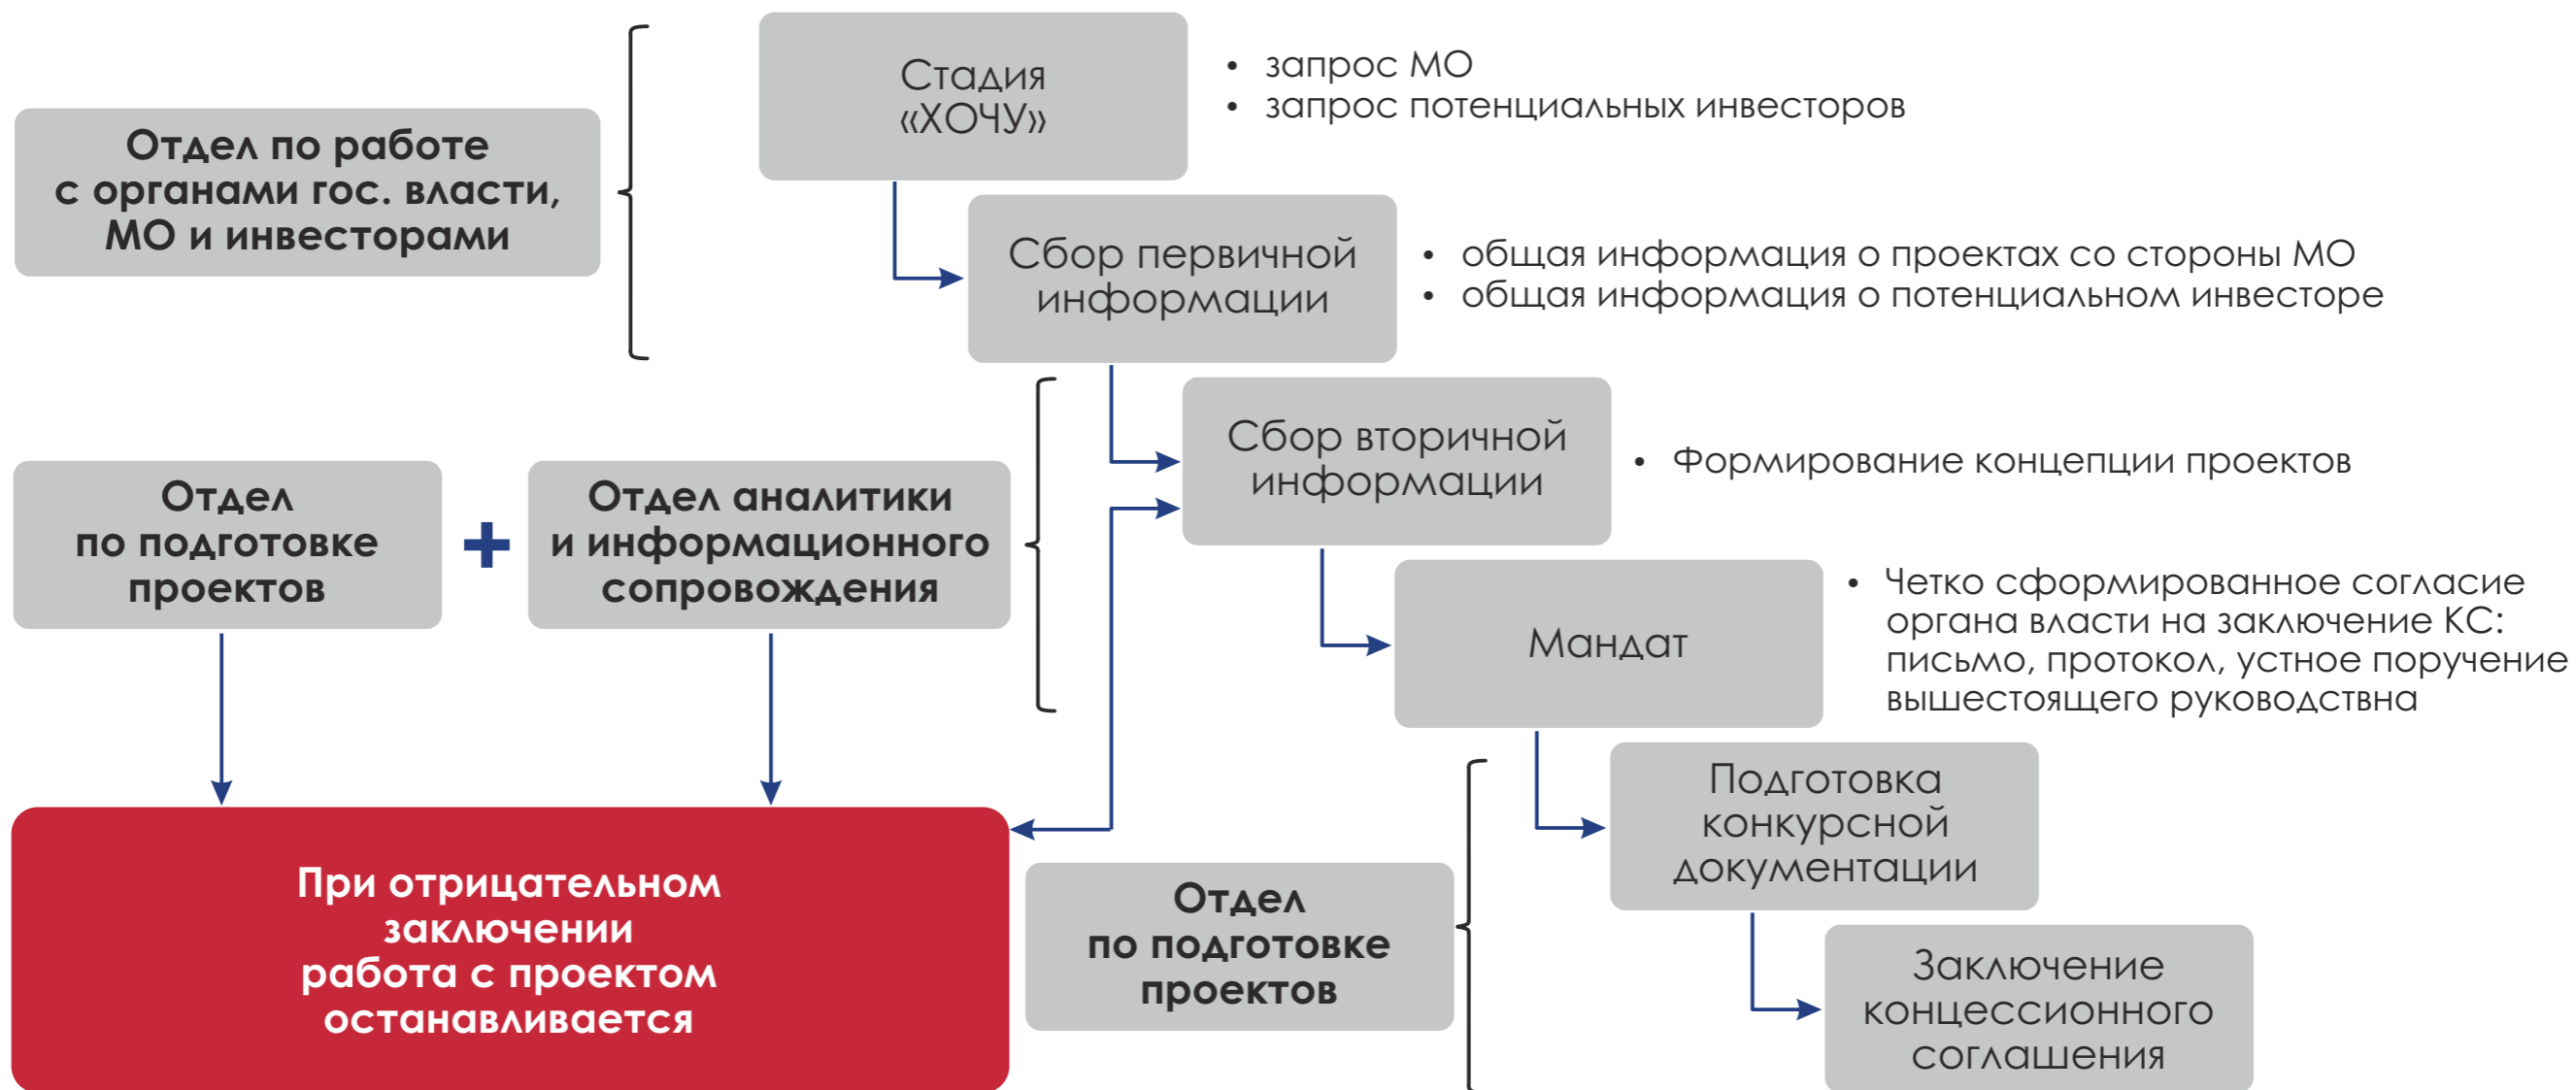 Стадия
«ХОЧУ»
• запрос МО
• запрос потенциальных инвесторов
Отдел по работе
с органами гос. власти,
МО и инвесторами
Сбор первичной
информации
• общая информация о проектах со стороны МО
• общая информация о потенциальном инвесторе
Сбор вторичной
информации
• Формирование концепции проектов
Отдел
по подготовке
проектов
+
Отдел аналитики
и информационного
сопровождения
Мандат
• Четко сформированное согласие
органа власти на заключение КС:
письмо, протокол, устное поручение
вышестоящего руководствна
Подготовка
конкурсной
документации
При отрицательном
заключении
работа с проектом
останавливается
Отдел
по подготовке
проектов
Заключение
концессионного
соглашения